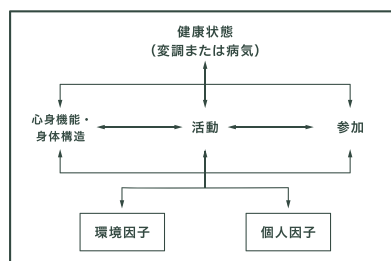 健康状態
（変調または病気）
心身機能・
身体構造
活動
参加
環境因子
個人因子